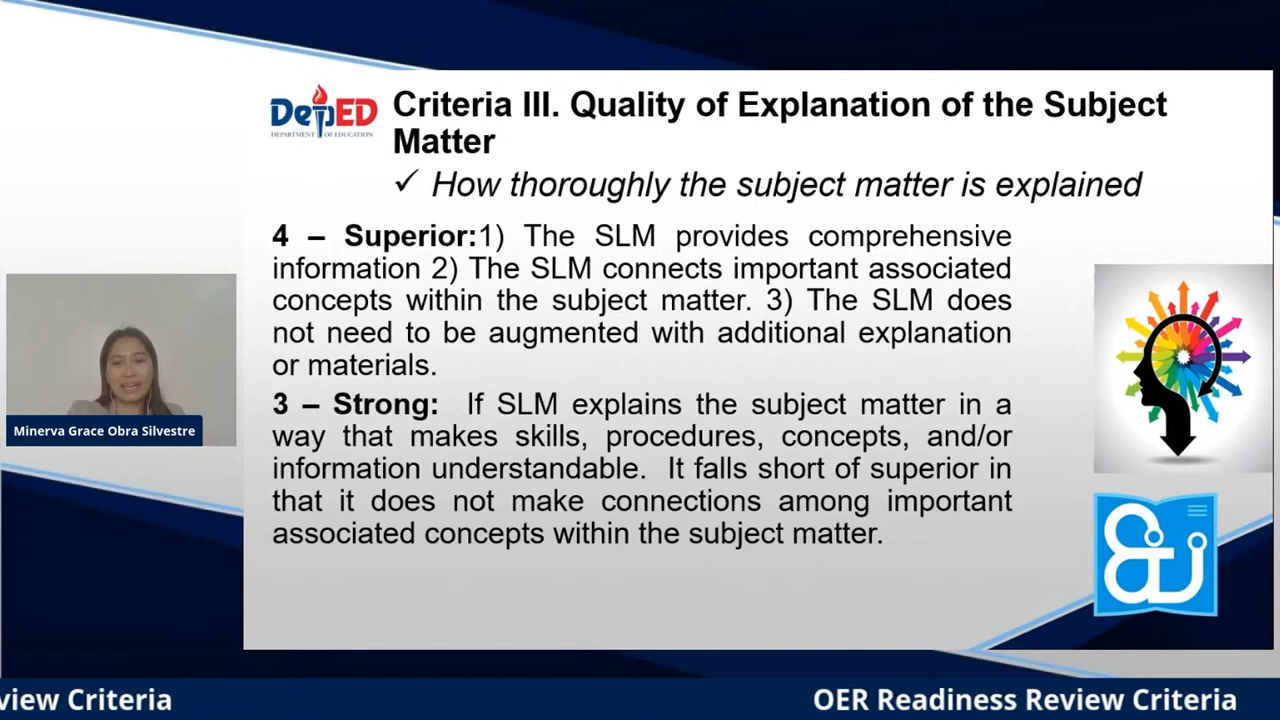 DepED
DEPARTMENT OF EDUCATION
Criteria III. Quality of Explanation of the Subject
Matter
✓ How thoroughly the subject matter is explained
4 – Superior:1) The SLM provides comprehensive
information 2) The SLM connects important associated
concepts within the subject matter. 3) The SLM does
not need to be augmented with additional explanation
or materials.
3 – Strong: If SLM explains the subject matter in a
way that makes skills, procedures, concepts, and/or
information understandable. It falls short of superior in
that it does not make connections among important
associated concepts within the subject matter.
Minerva Grace Obra Silvestre
view Criteria
OER Readiness Review Criteria